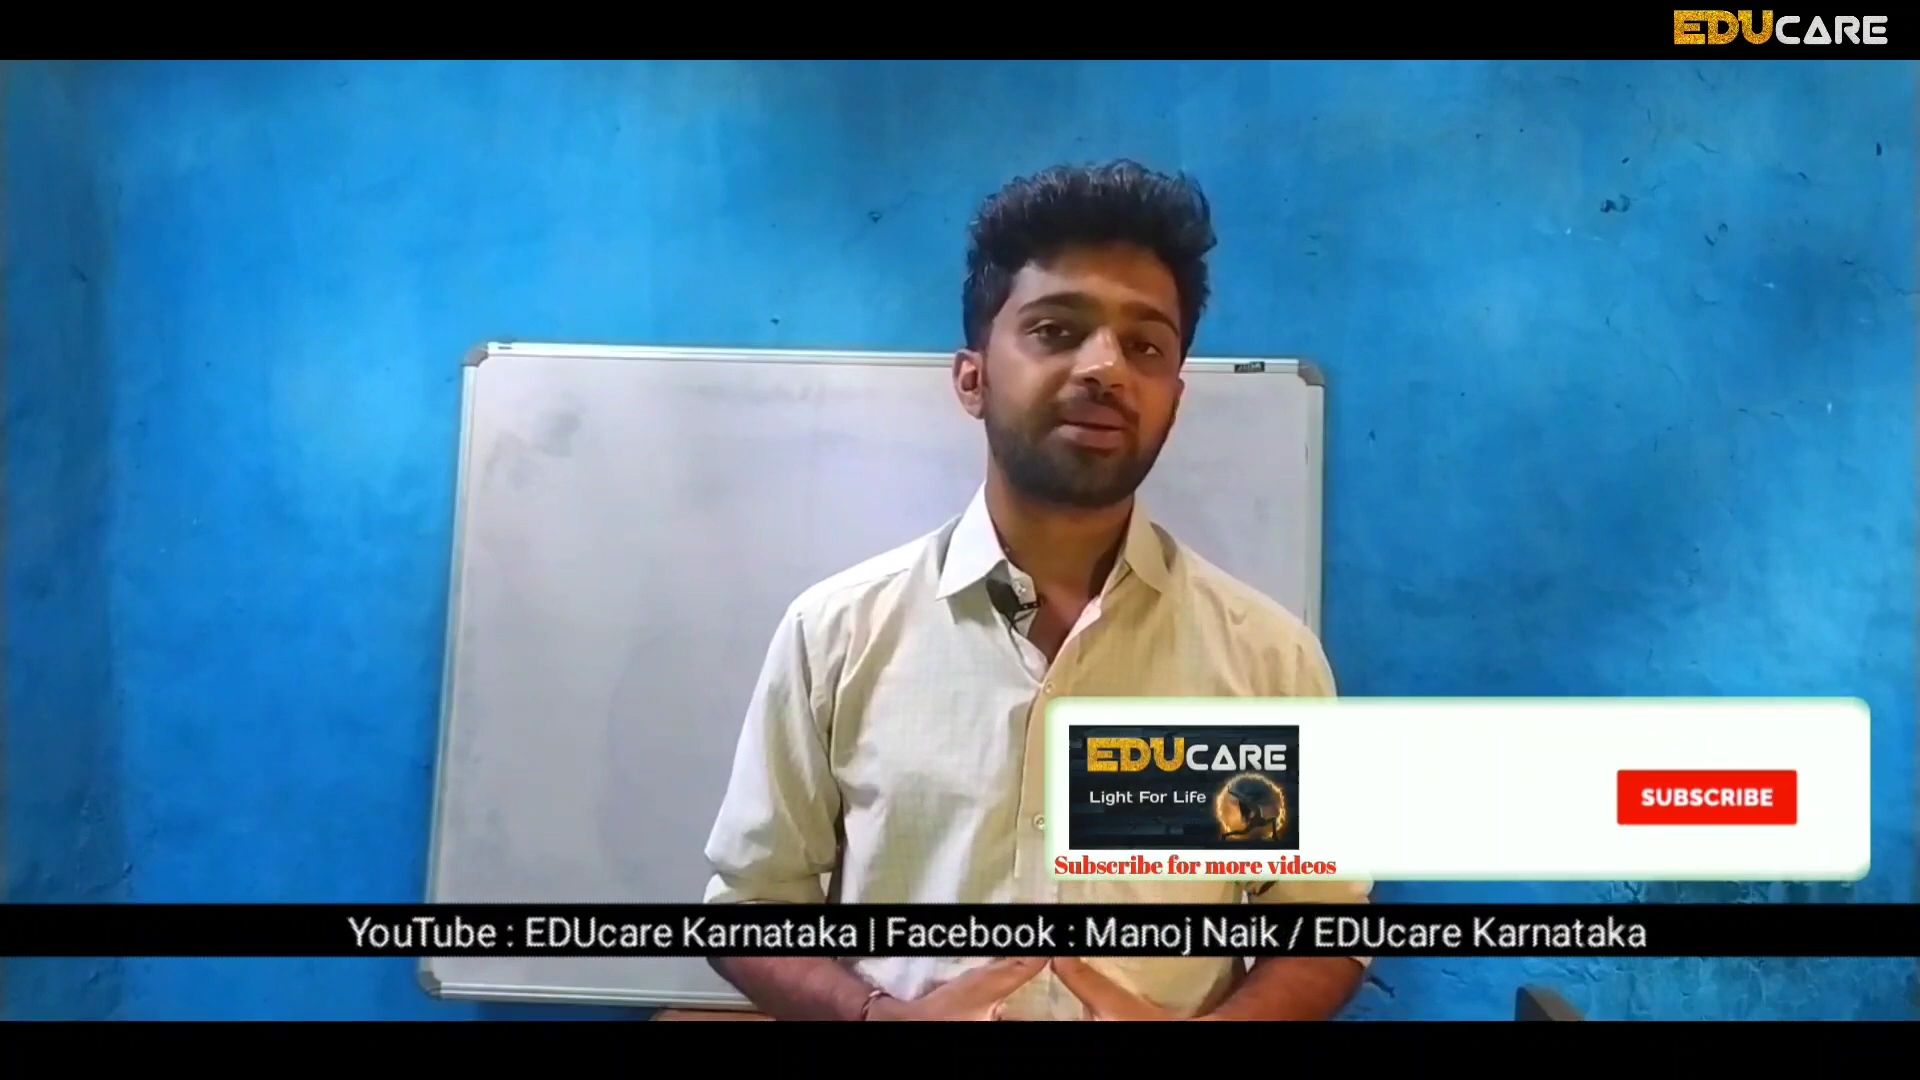 EDUCARE
EDUCARE
Light For Life
SUBSCRIBE
Subscribe for more videos
YouTube : EDUcare Karnataka | Facebook : Manoj Naik / EDUcare Karnataka